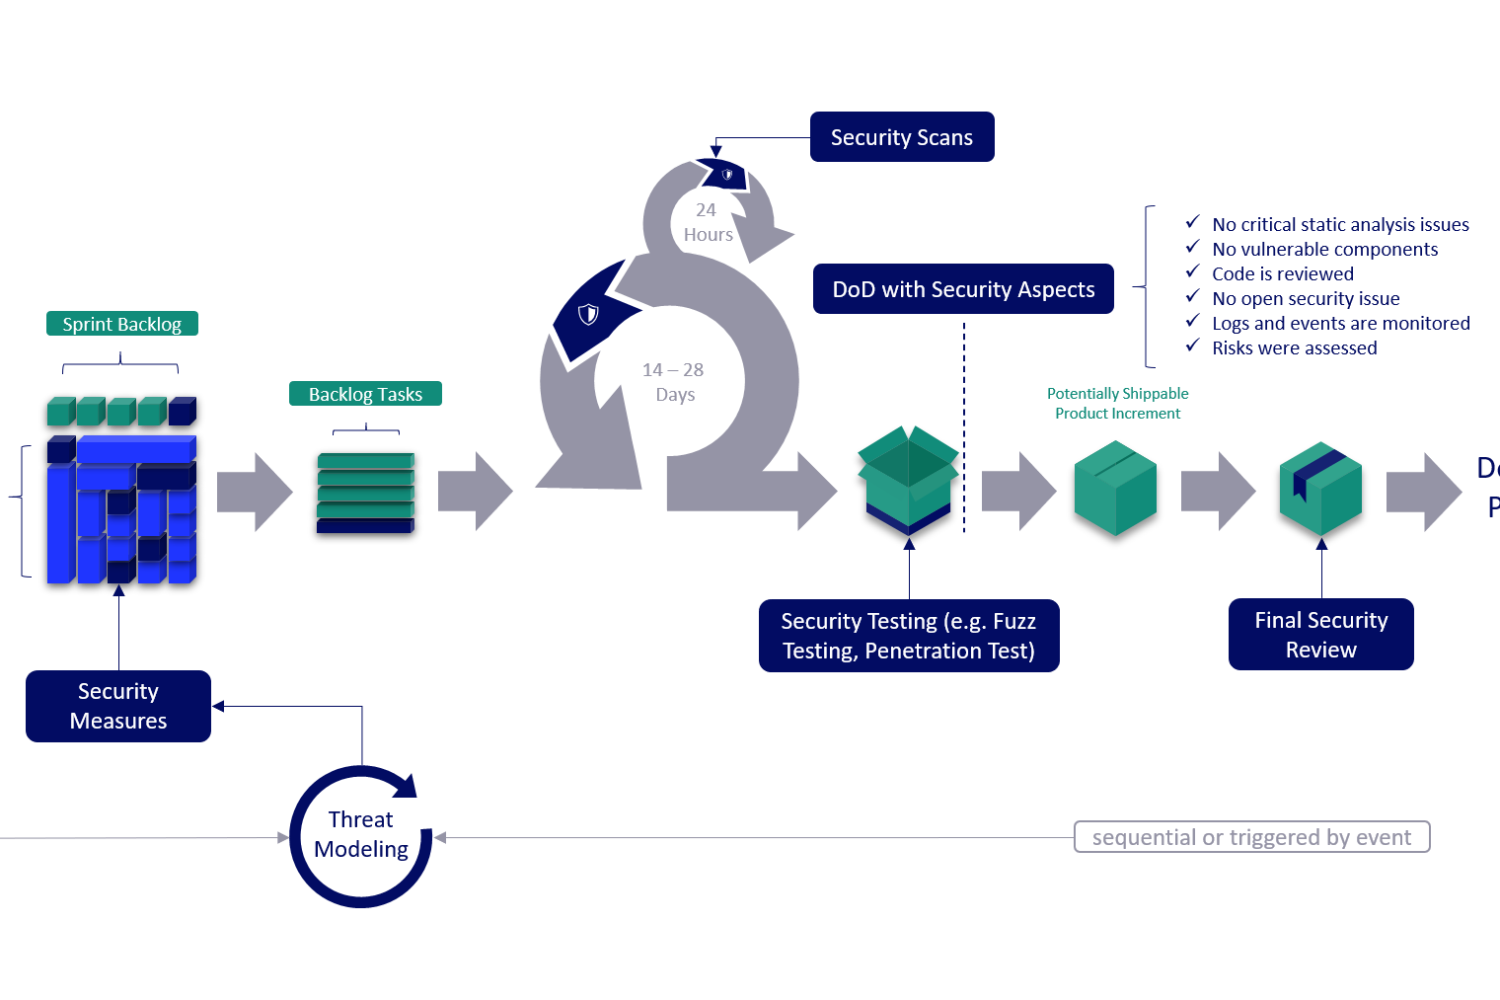 Security Scans
24
Hours
No critical static analysis issues
No vulnerable components
Code is reviewed
No open security issue
Logs and events are monitored
Risks were assessed
DoD with Security Aspects
Sprint Backlog
14 – 28
Days
Backlog Tasks
Potentially Shippable
Product Increment
Security Testing (e.g. Fuzz
Testing, Penetration Test)
Final Security
Review
Security
Measures
Threat
Modeling
sequential or triggered by event